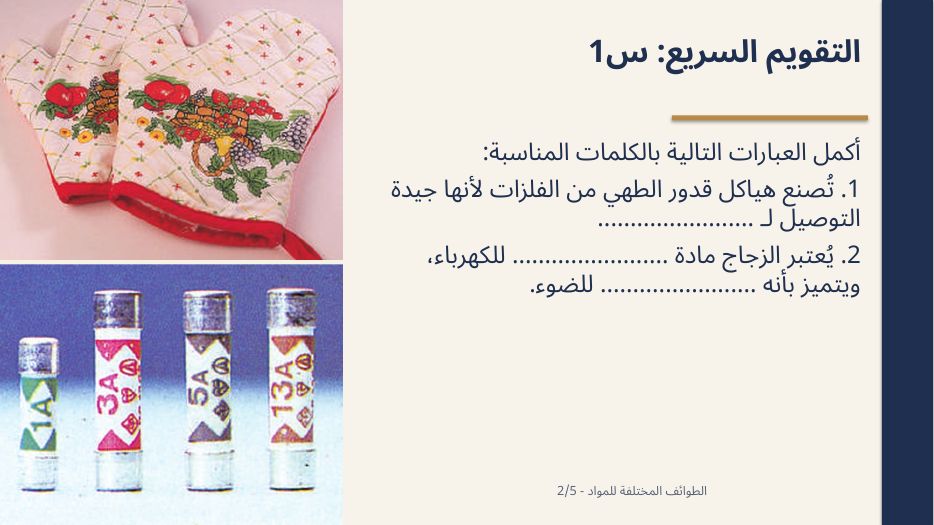 التقويم السريع: س1
أكمل العبارات التالية بالكلمات المناسبة:
1. تُصنع هياكل قدور الطهي من الفلزات لأنها جيدة
التوصيل لـ ........................
2. يُعتبر الزجاج مادة ........................ للكهرباء،
ويتميز بأنه ........................ للضوء.
1A
3A
5A
13A
الطوائف المختلفة للمواد - 2/5